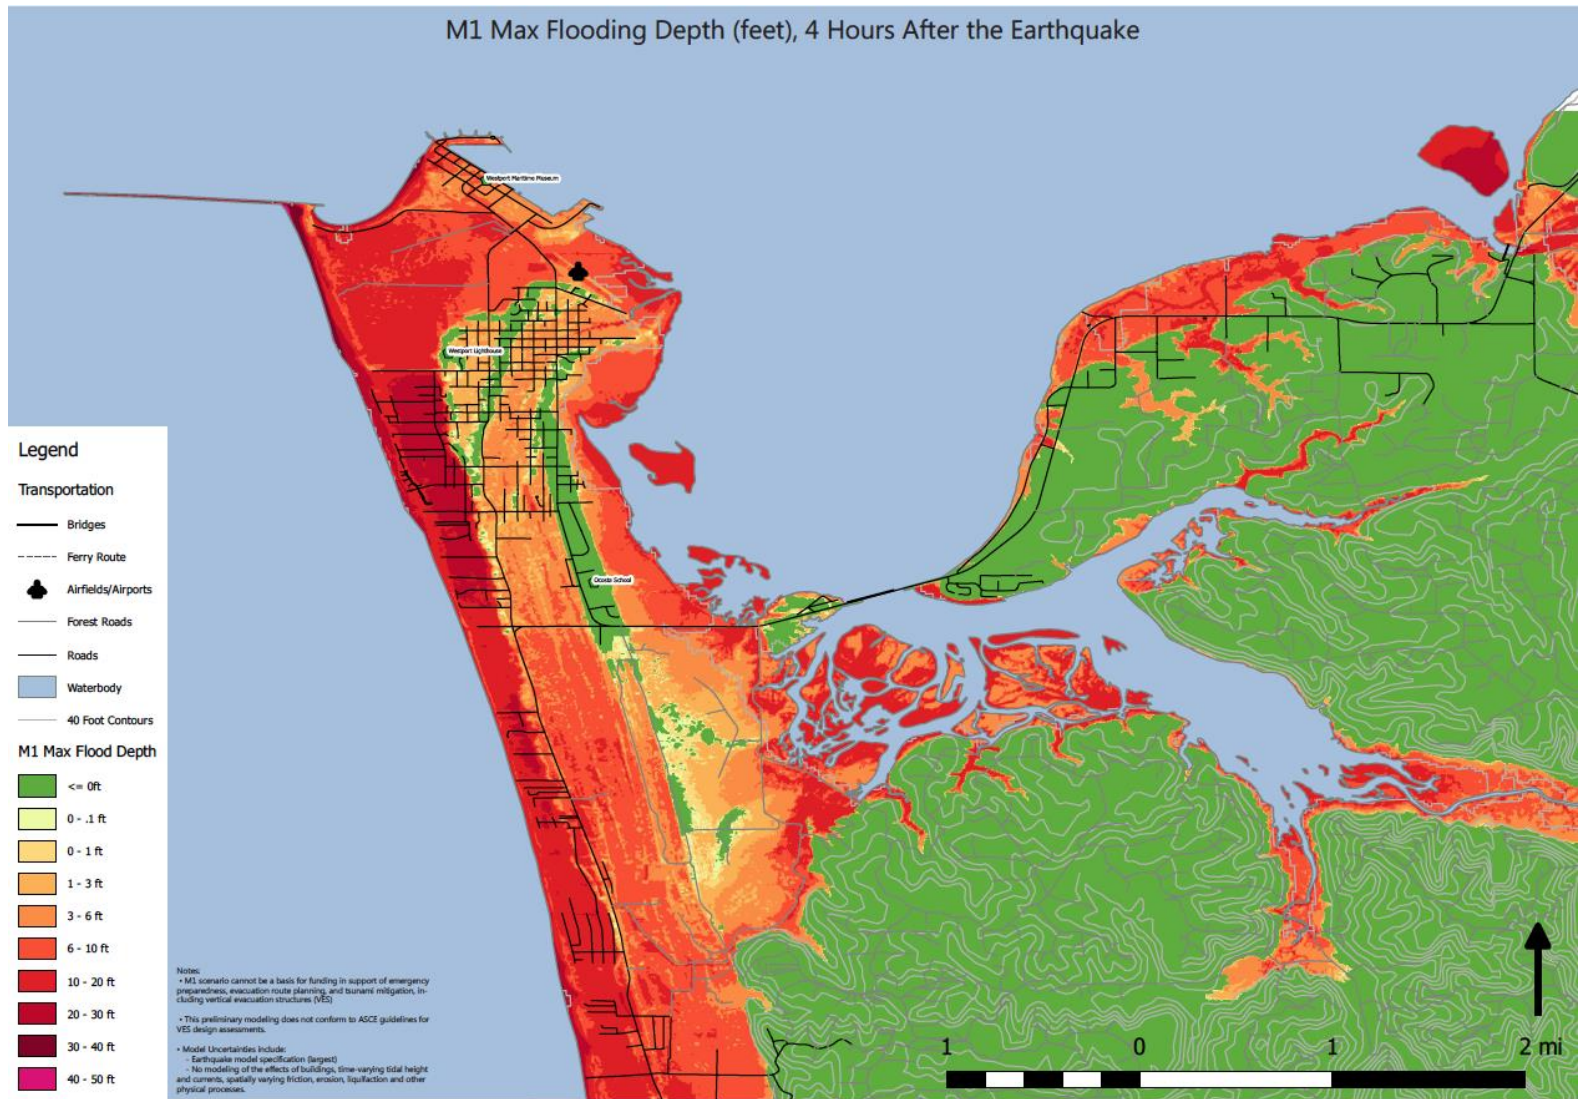 M1 Max Flooding Depth (feet), 4 Hours After the Earthquake
Westport Maritime Museum
Westport Lighthouse
Ocosta School
Legend
Transportation
Bridges
Ferry Route
Airfields/Airports
Forest Roads
Roads
Waterbody
40 Foot Contours
M1 Max Flood Depth
<= 0ft
0 - .1 ft
0 - 1 ft
1 - 3 ft
3 - 6 ft
6 - 10 ft
10 - 20 ft
20 - 30 ft
30 - 40 ft
40 - 50 ft
Notes:
• M1 scenario cannot be a basis for funding in support of emergency
preparedness, evacuation route planning, and tsunami mitigation, in-
cluding vertical evacuation structures (VES)
• This preliminary modeling does not conform to ASCE guidelines for
VES design assessments.
• Model Uncertainties include:
- Earthquake model specification (largest)
- No modeling of the effects of buildings, time-varying tidal height
and currents, spatially varying friction, erosion, liquifaction and other
physical processes.
1 0 1 2 mi